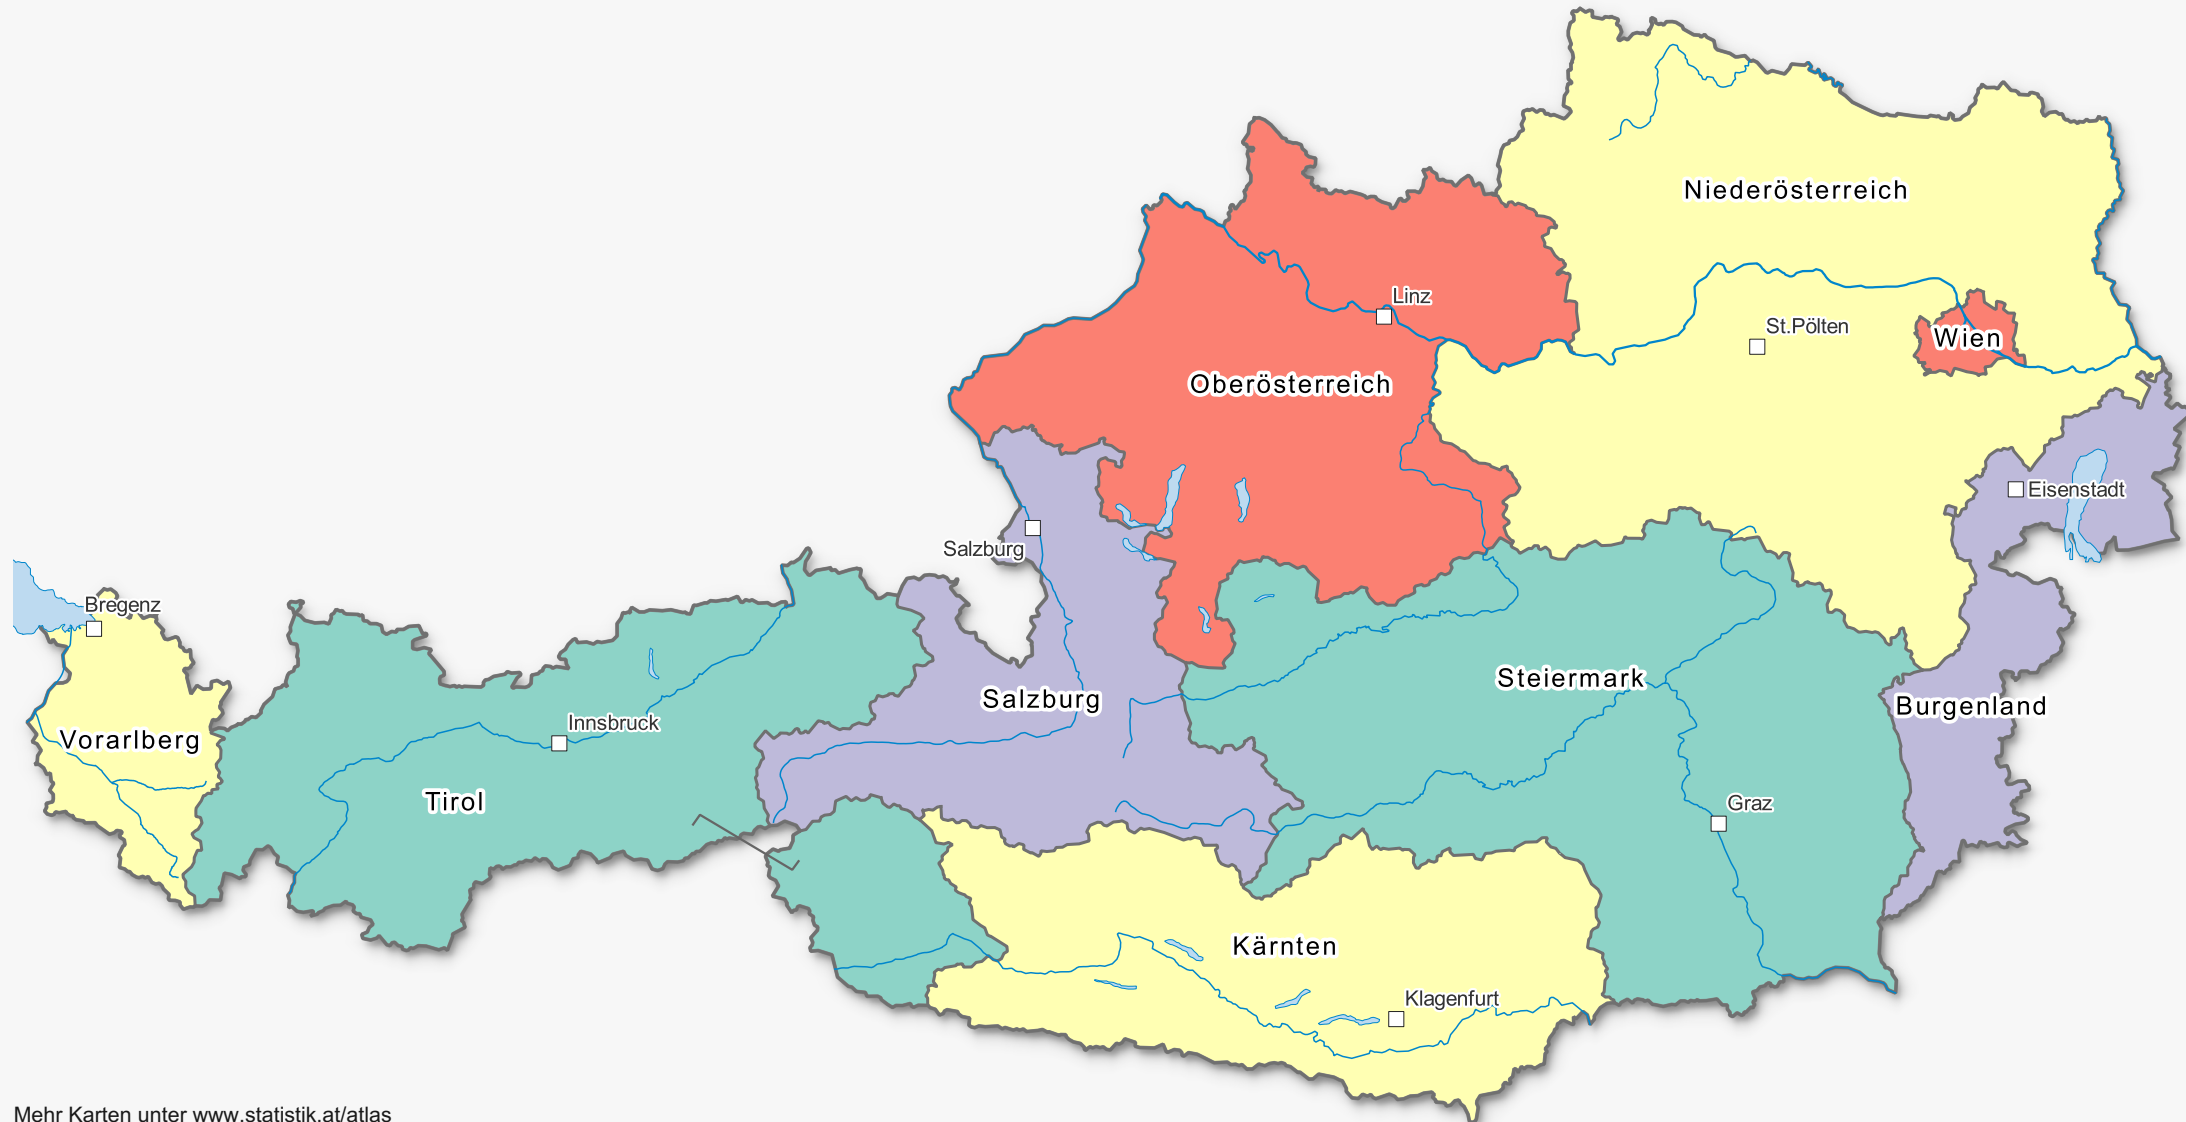 Niederösterreich
Linz
St.Pölten
Wien
Oberösterreich
Eisenstadt
Salzburg
Bregenz
Steiermark
Salzburg
Burgenland
Innsbruck
Vorarlberg
Tirol
Graz
Kärnten
Klagenfurt
Mehr Karten unter www.statistik.at/atlas